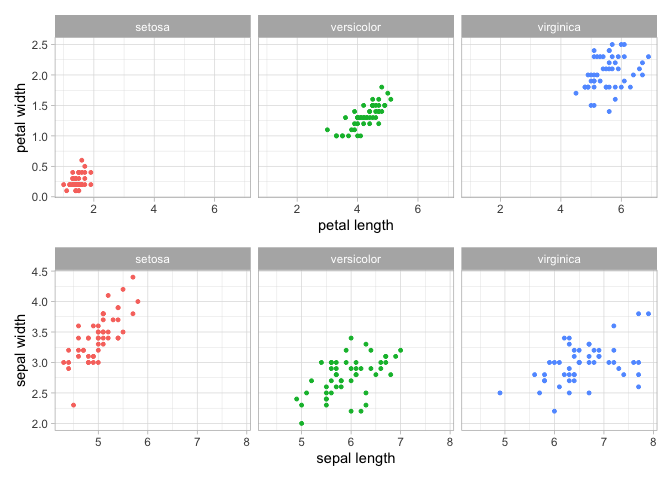 setosa versicolor virginica
2.5
2.0
1.5
1.0
0.5
0.0
petal width
2 4 6 2 4 6 2 4 6
petal length
setosa versicolor virginica
4.5
4.0
3.5
3.0
2.5
2.0
sepal width
5 6 7 8 5 6 7 8 5 6 7 8
sepal length